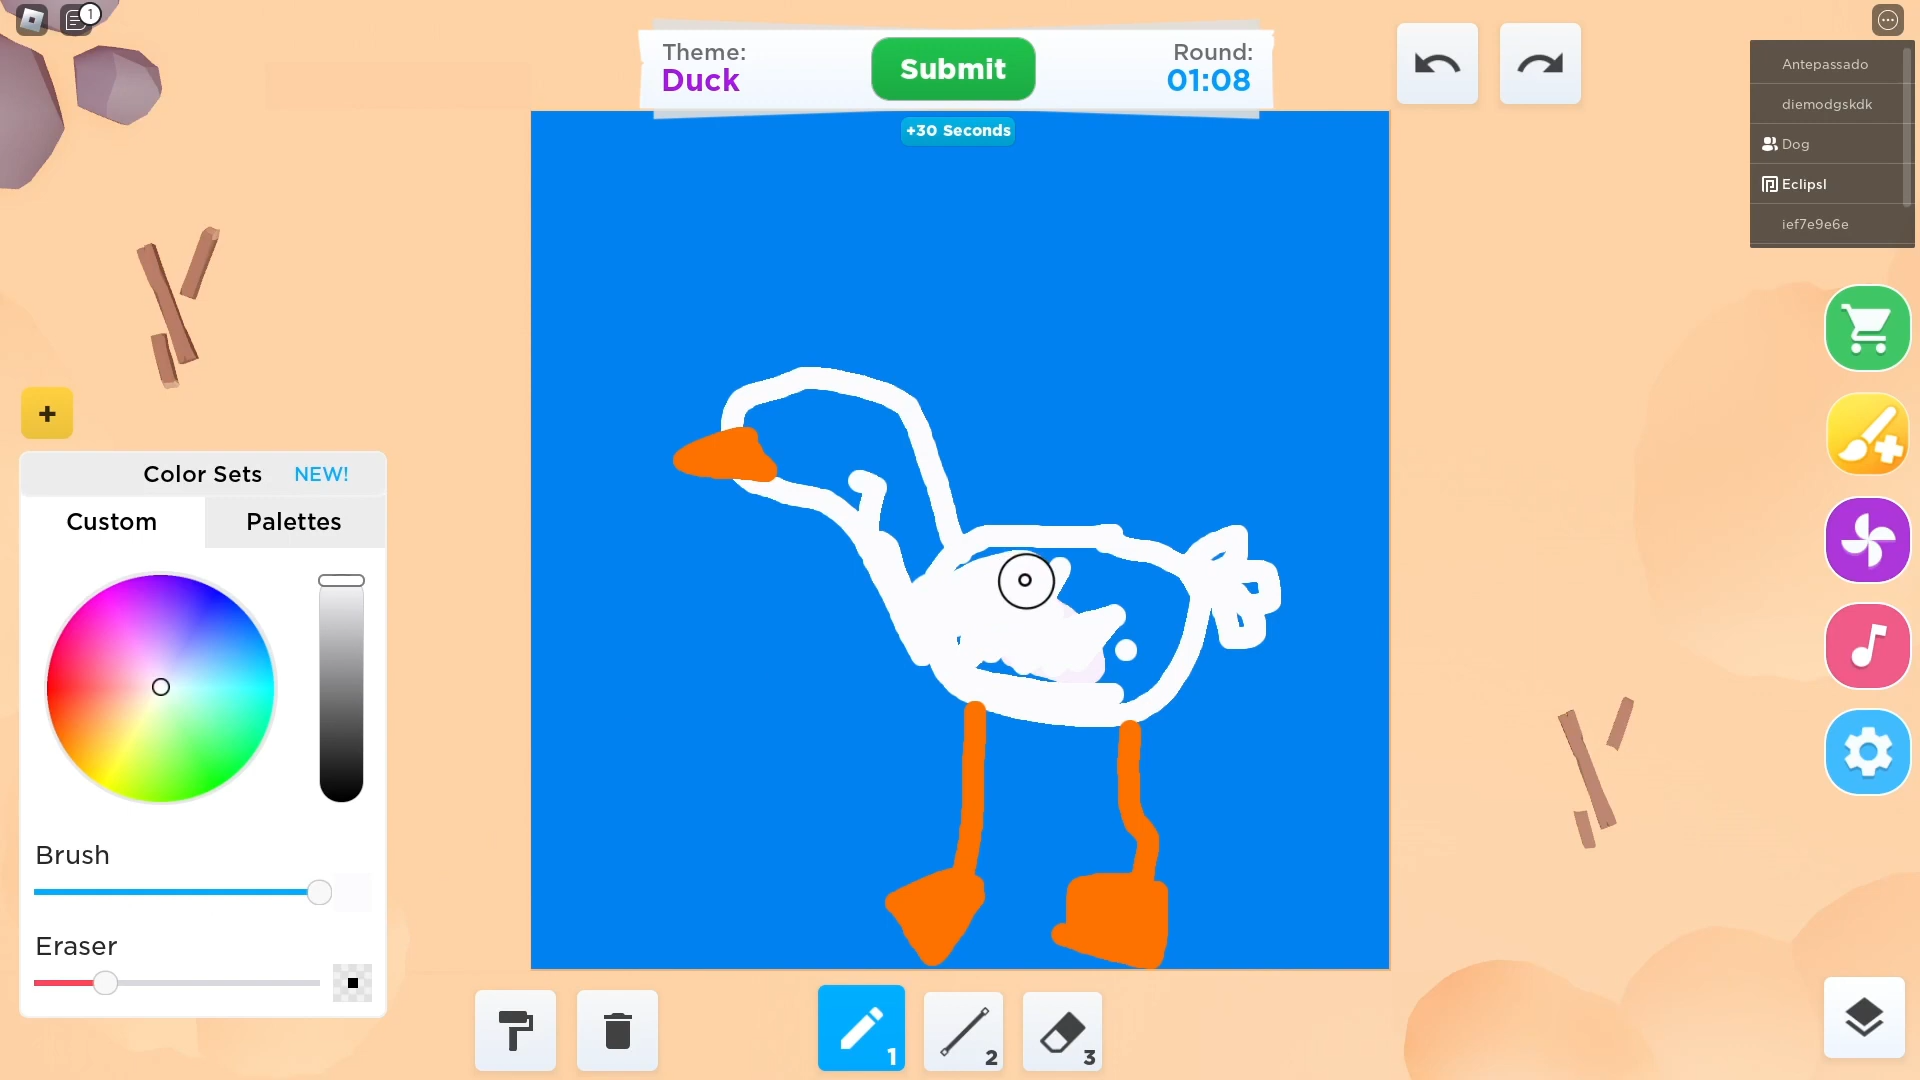 1
Theme:
Duck
Submit
Round:
01:08
+30 Seconds
Antepassado
diemodgskdk
Dog
Eclipsl
ief7e9e6e
+
Color Sets NEW!
Custom
Palettes
Brush
Eraser
1
2
3